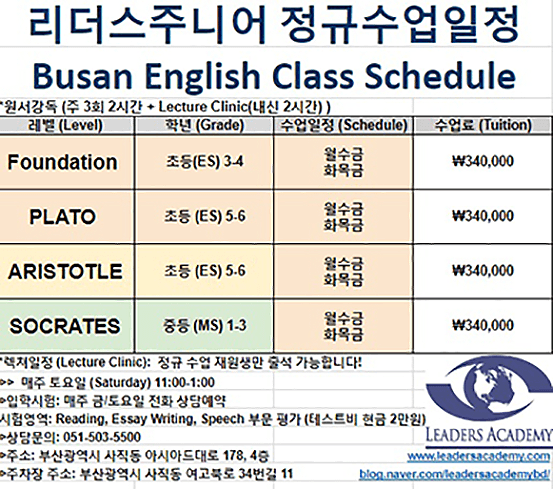 리더스주니어 정규수업일정
Busan English Class Schedule
*원서강독 (주 3회 2시간 + Lecture Clinic(내신 2시간) )
레벨 (Level) 학년 (Grade) 수업일정 (Schedule) 수업료 (Tuition)
Foundation 초등(ES) 3-4 월수금 화목금 ₩340,000
PLATO 초등 (ES) 5-6 월수금 화목금 ₩340,000
ARISTOTLE 초등 (ES) 5-6 월수금 화목금 ₩340,000
SOCRATES 중등 (MS) 1-3 월수금 화목금 ₩340,000
*렉처일정 (Lecture Clinic): 정규 수업 재원생만 출석 가능합니다!
>> 매주 토요일 (Saturday) 11:00-1:00
>입학시험: 매주 금/토요일 전화 상담예약
시험영역: Reading, Essay Writing, Speech 부문 평가 (테스트비 현금 2만원)
>상담문의: 051-503-5500
>주소: 부산광역시 사직동 아시아드대로 178, 4층
>주차장 주소: 부산광역시 사직동 여고북로 34번길 11
LEADERS ACADEMY
www.leadersacademy.com
blog.naver.com/leadersacademybd/